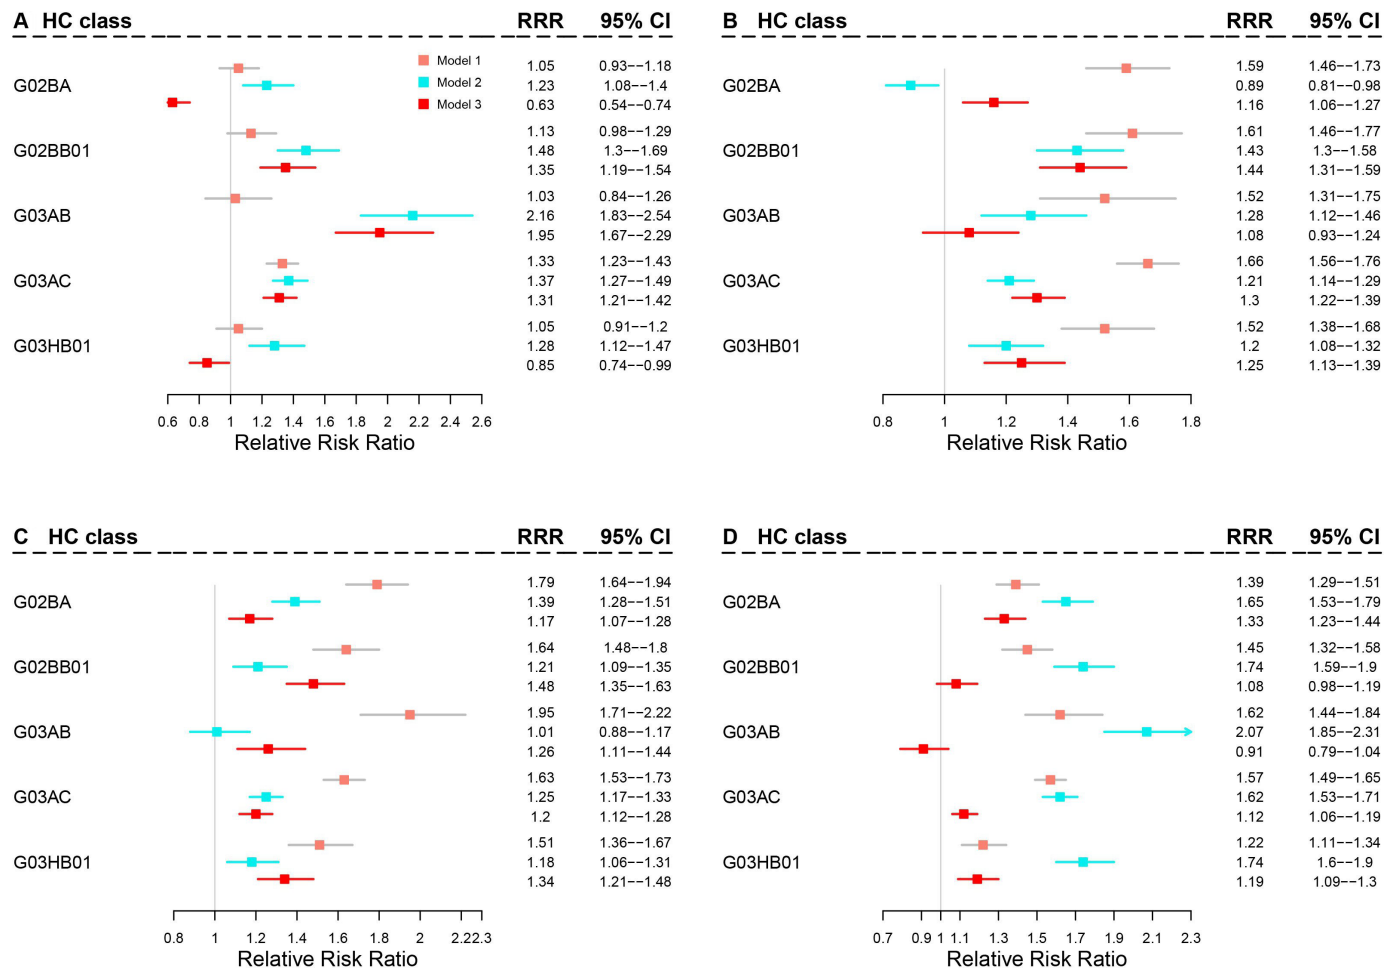 A HC class RRR 95% CI
Model 1
Model 2
Model 3
1.05 0.93−−1.18
G02BA 1.23 1.08−−1.4
0.63 0.54−−0.74
1.13 0.98−−1.29
G02BB01 1.48 1.3−−1.69
1.35 1.19−−1.54
1.03 0.84−−1.26
G03AB 2.16 1.83−−2.54
1.95 1.67−−2.29
1.33 1.23−−1.43
G03AC 1.37 1.27−−1.49
1.31 1.21−−1.42
1.05 0.91−−1.2
G03HB01 1.28 1.12−−1.47
0.85 0.74−−0.99
0.6 0.8 1 1.2 1.4 1.6 1.8 2 2.2 2.4 2.6
Relative Risk Ratio
B HC class RRR 95% CI
1.59 1.46−−1.73
G02BA 0.89 0.81−−0.98
1.16 1.06−−1.27
1.61 1.46−−1.77
G02BB01 1.43 1.3−−1.58
1.44 1.31−−1.59
1.52 1.31−−1.75
G03AB 1.28 1.12−−1.46
1.08 0.93−−1.24
1.66 1.56−−1.76
G03AC 1.21 1.14−−1.29
1.3 1.22−−1.39
1.52 1.38−−1.68
G03HB01 1.2 1.08−−1.32
1.25 1.13−−1.39
0.8 1 1.2 1.4 1.6 1.8
Relative Risk Ratio
C HC class RRR 95% CI
1.79 1.64−−1.94
G02BA 1.39 1.28−−1.51
1.17 1.07−−1.28
1.64 1.48−−1.8
G02BB01 1.21 1.09−−1.35
1.48 1.35−−1.63
1.95 1.71−−2.22
G03AB 1.01 0.88−−1.17
1.26 1.11−−1.44
1.63 1.53−−1.73
G03AC 1.25 1.17−−1.33
1.2 1.12−−1.28
1.51 1.36−−1.67
G03HB01 1.18 1.06−−1.31
1.34 1.21−−1.48
0.8 1 1.2 1.4 1.6 1.8 2 2.2 2.3
Relative Risk Ratio
D HC class RRR 95% CI
1.39 1.29−−1.51
G02BA 1.65 1.53−−1.79
1.33 1.23−−1.44
1.45 1.32−−1.58
G02BB01 1.74 1.59−−1.9
1.08 0.98−−1.19
1.62 1.44−−1.84
G03AB 2.07 1.85−−2.31
0.91 0.79−−1.04
1.57 1.49−−1.65
G03AC 1.62 1.53−−1.71
1.12 1.06−−1.19
1.22 1.11−−1.34
G03HB01 1.74 1.6−−1.9
1.19 1.09−−1.3
0.7 0.9 1 1.1 1.3 1.5 1.7 1.9 2.1 2.3
Relative Risk Ratio